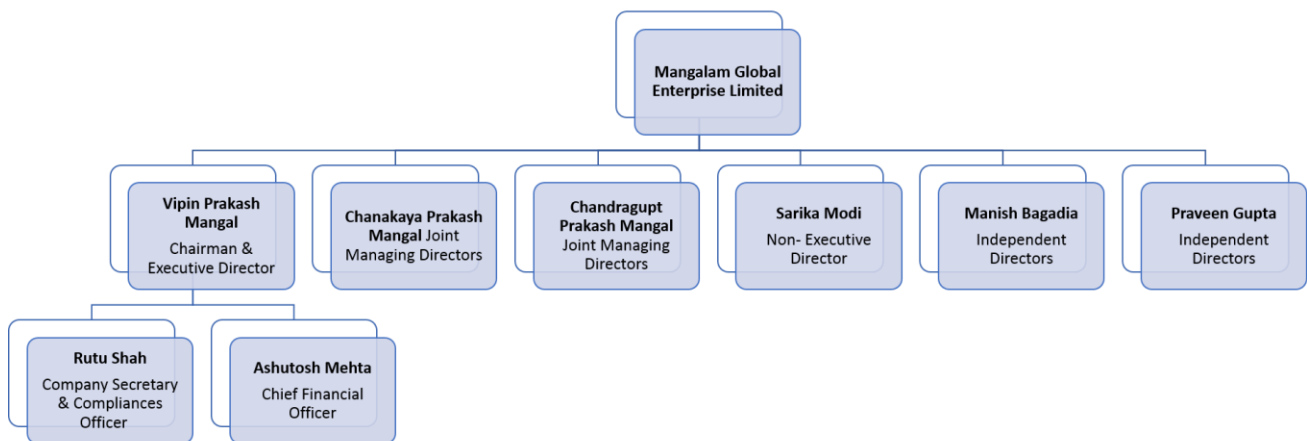 Mangalam Global
Enterprise Limited
Vipin Prakash
Mangal
Chairman &
Executive Director
Chanakaya Prakash
Mangal Joint
Managing Directors
Chandragupt
Prakash Mangal
Joint Managing
Directors
Sarika Modi
Non- Executive
Director
Manish Bagadia
Independent
Directors
Praveen Gupta
Independent
Directors
Rutu Shah
Company Secretary
& Compliances
Officer
Ashutosh Mehta
Chief Financial
Officer